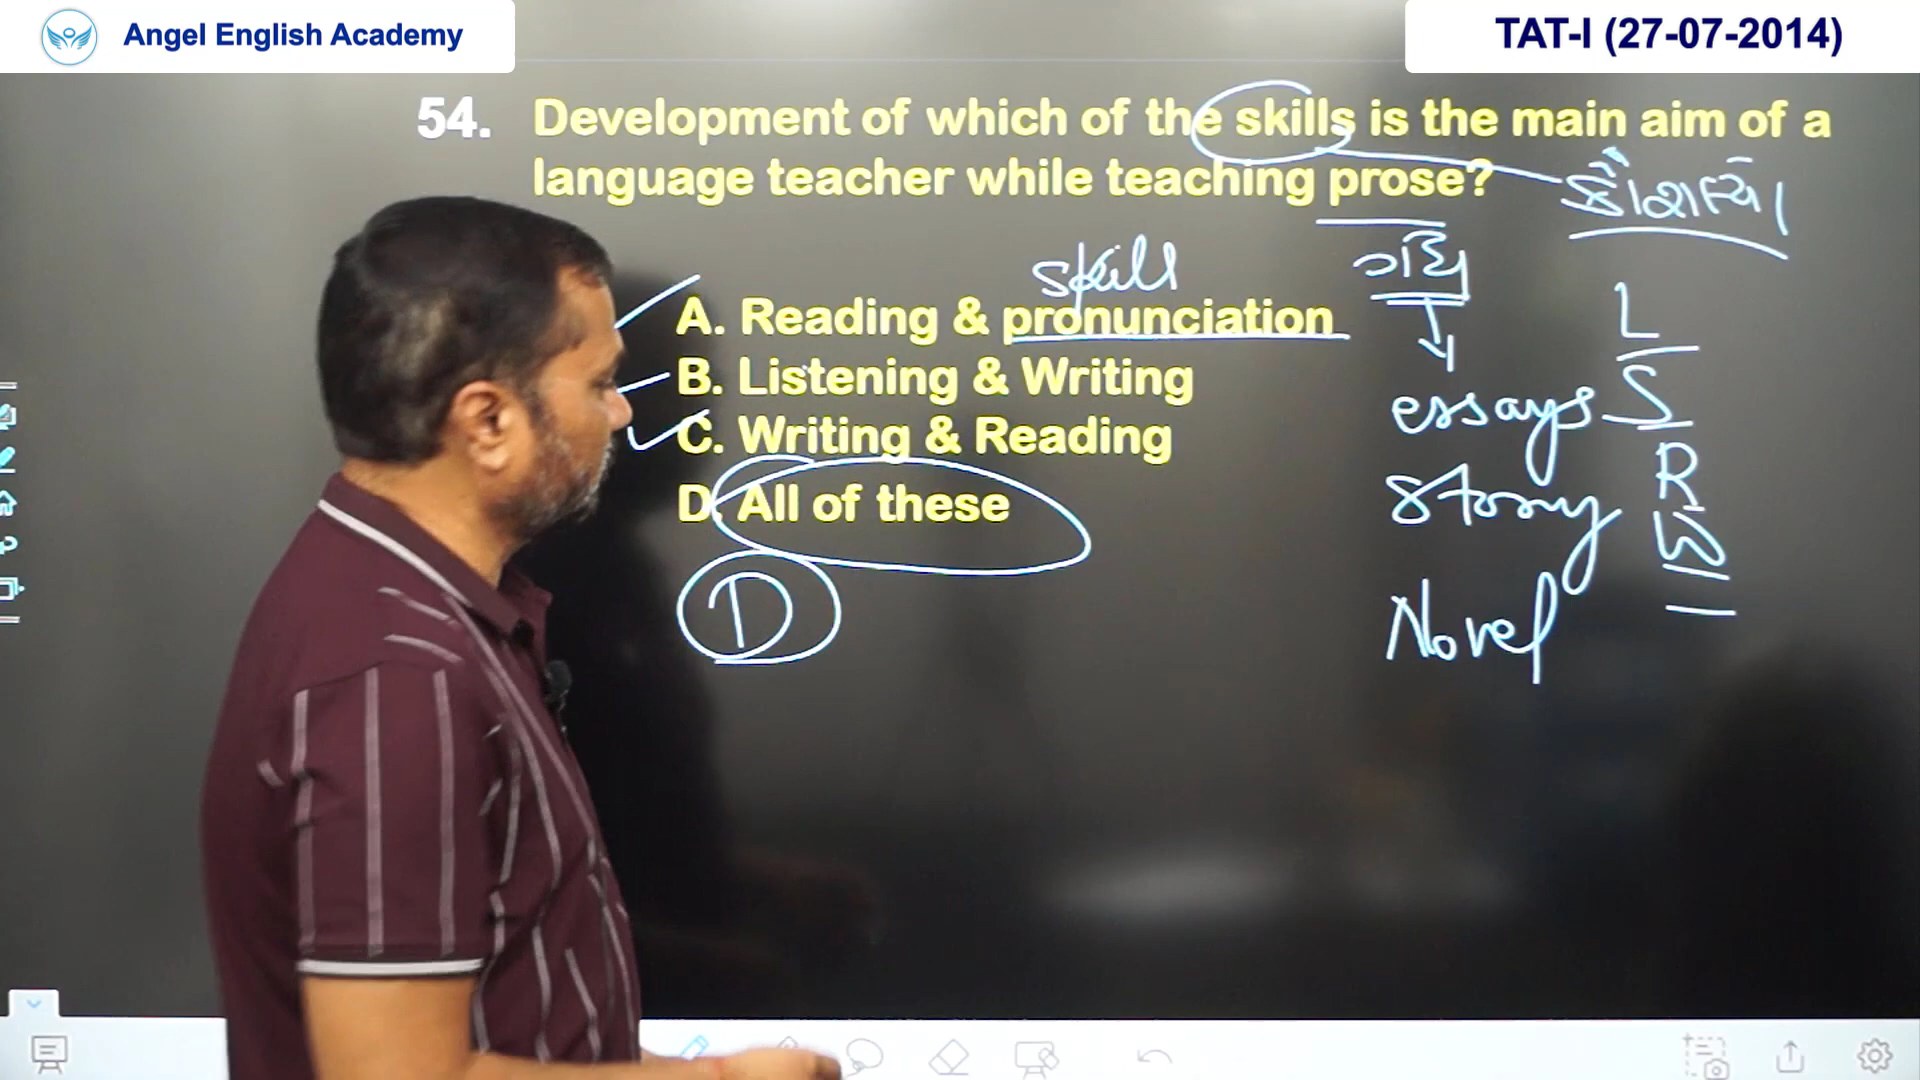 Angel English Academy
TAT-I (27-07-2014)
54. Development of which of the skills is the main aim of a
language teacher while teaching prose?
કૌશલ્યો
ગદ્ય
skill
A. Reading & pronunciation
B. Listening & Writing
C. Writing & Reading
D. All of these
D
essays
story
Novel
L
S
R
W